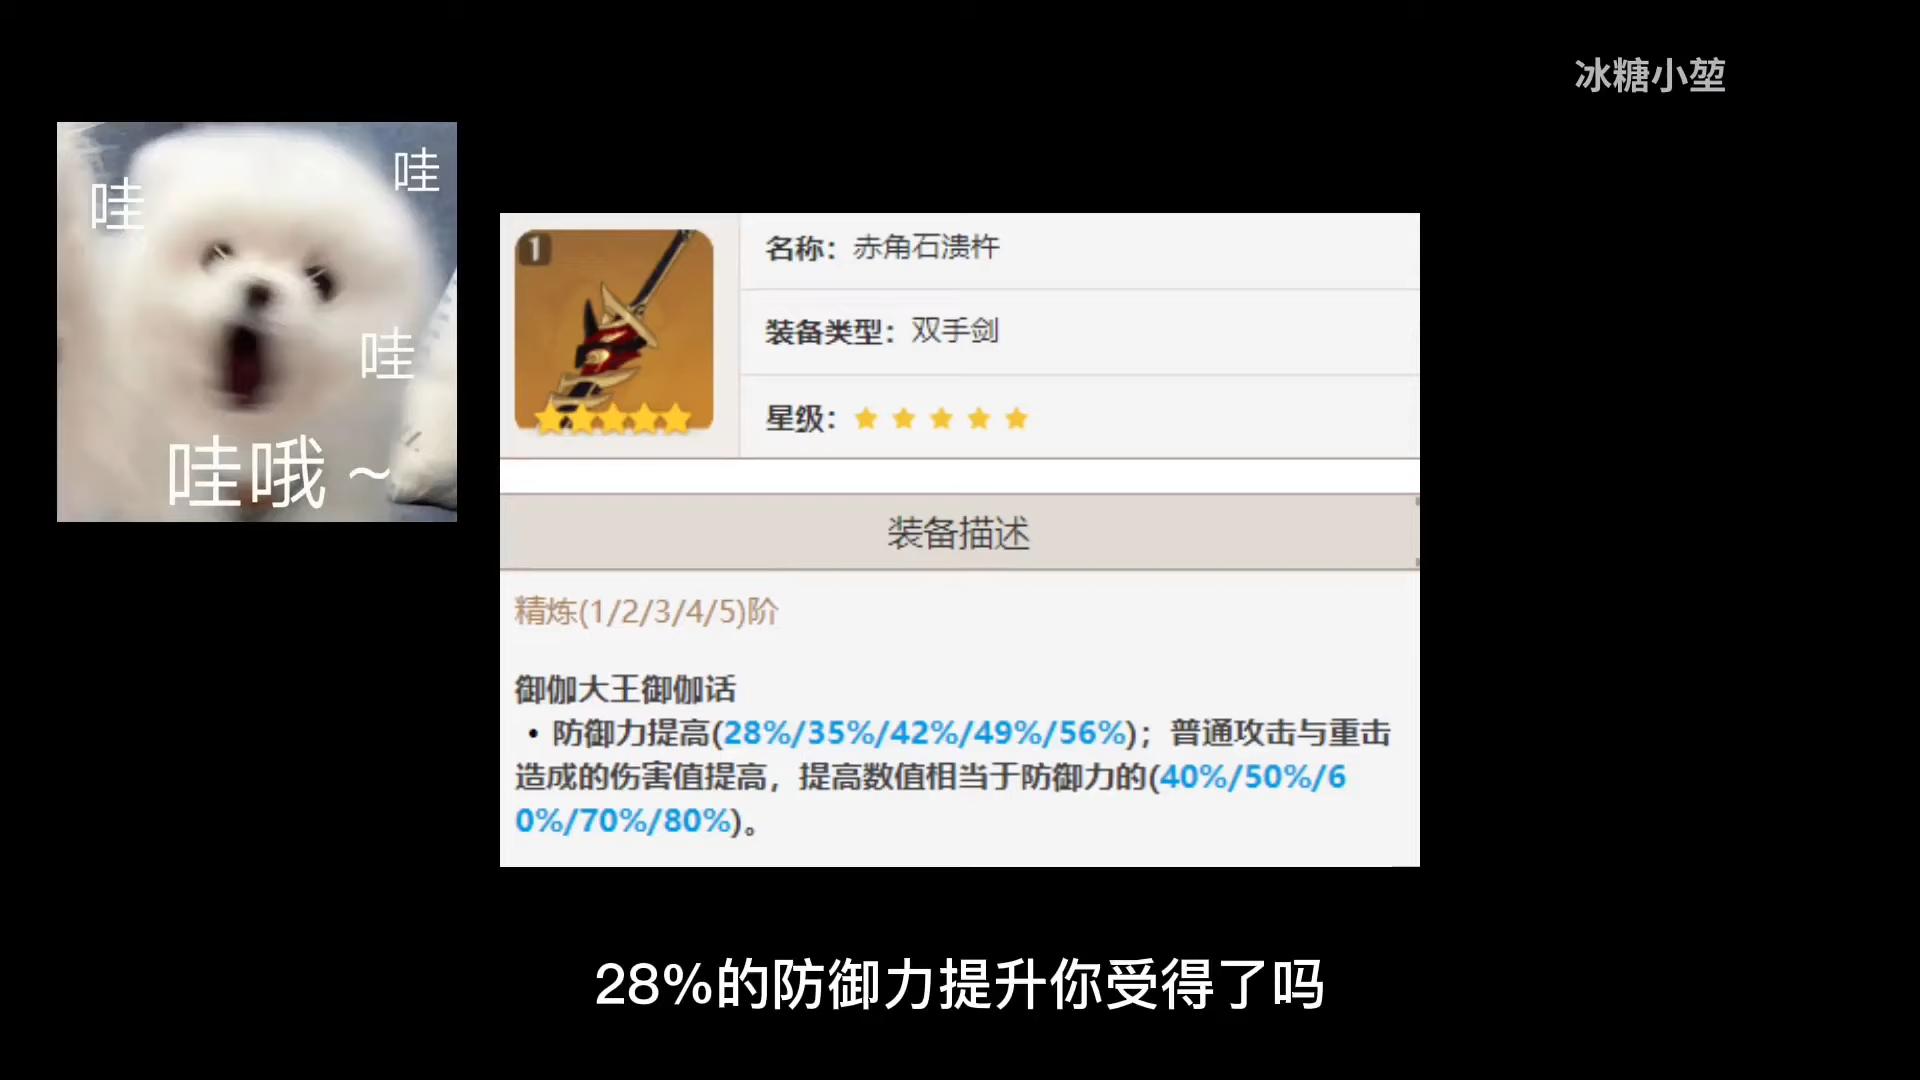 冰糖小堃
哇
哇
哇
哇哦~
1
名称：赤角石溃杵
装备类型：双手剑
星级：
装备描述
精炼(1/2/3/4/5)阶
御伽大王御伽话
・防御力提高(28%/35%/42%/49%/56%)；普通攻击与重击
造成的伤害值提高，提高数值相当于防御力的(40%/50%/6
0%/70%/80%)。
28%的防御力提升你受得了吗